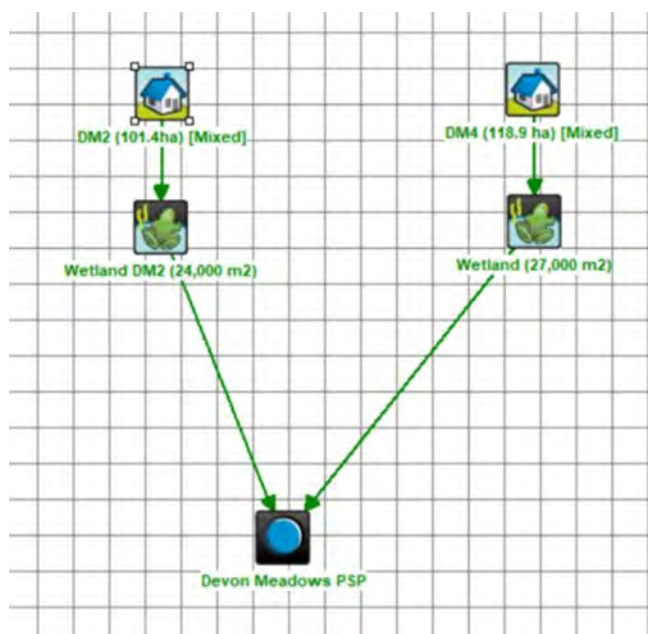 DM2 (101.4ha) [Mixed]
DM4 (118.9 ha) [Mixed]
Wetland DM2 (24,000 m2)
Wetland (27,000 m2)
Devon Meadows PSP